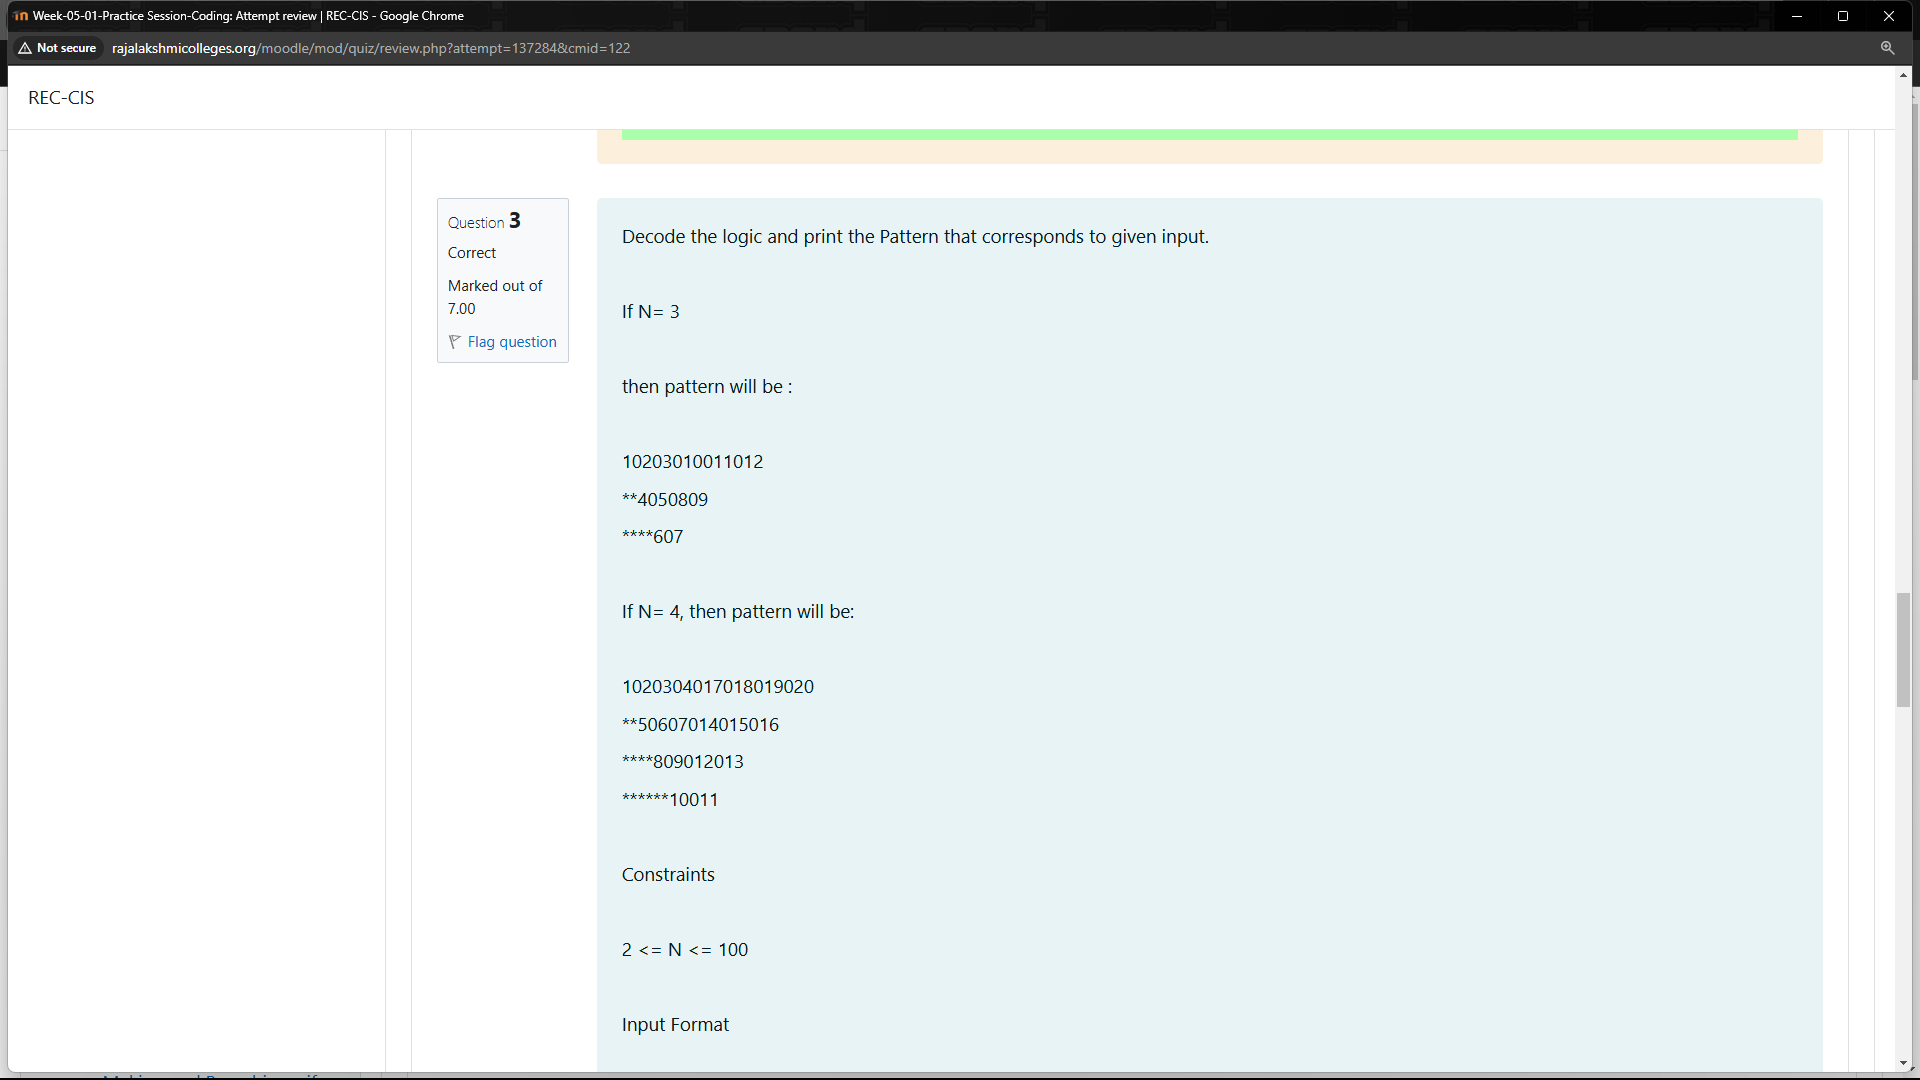 Week-05-01-Practice Session-Coding: Attempt review | REC-CIS - Google Chrome
Not secure rajalakshmicolleges.org/moodle/mod/quiz/review.php?attempt=137284&cmid=122
REC-CIS
Question 3
Correct
Marked out of
7.00
Flag question
Decode the logic and print the Pattern that corresponds to given input.
If N= 3
then pattern will be :
10203010011012
**4050809
****607
If N= 4, then pattern will be:
1020304017018019020
**50607014015016
****809012013
******10011
Constraints
2 <= N <= 100
Input Format